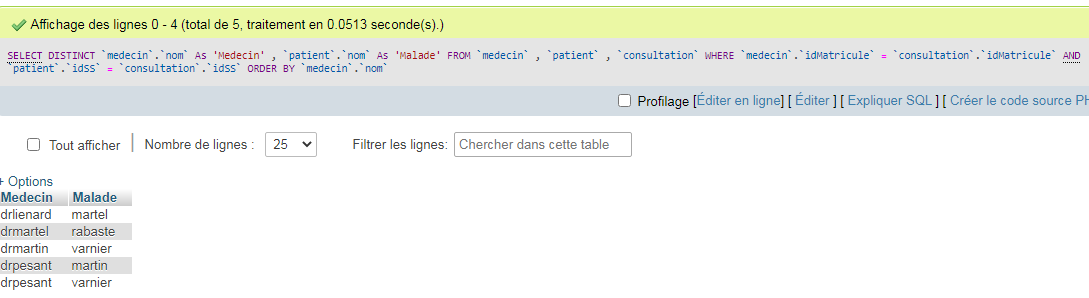 Affichage des lignes 0 - 4 (total de 5, traitement en 0.0513 seconde(s).)
SELECT DISTINCT `medecin`.`nom` As 'Medecin' , `patient`.`nom` As 'Malade' FROM `medecin` , `patient` , `consultation` WHERE `medecin`.`idMatricule` = `consultation`.`idMatricule` AND
`patient`.`idSS` = `consultation`.`idSS` ORDER BY `medecin`.`nom`
Profilage [Éditer en ligne] [ Éditer ] [ Expliquer SQL ] [ Créer le code source PH
Tout afficher Nombre de lignes : 25 Filtrer les lignes: Chercher dans cette table
+ Options
Medecin Malade
drlienard martel
drmartel rabaste
drmartin varnier
drpesant martin
drpesant varnier